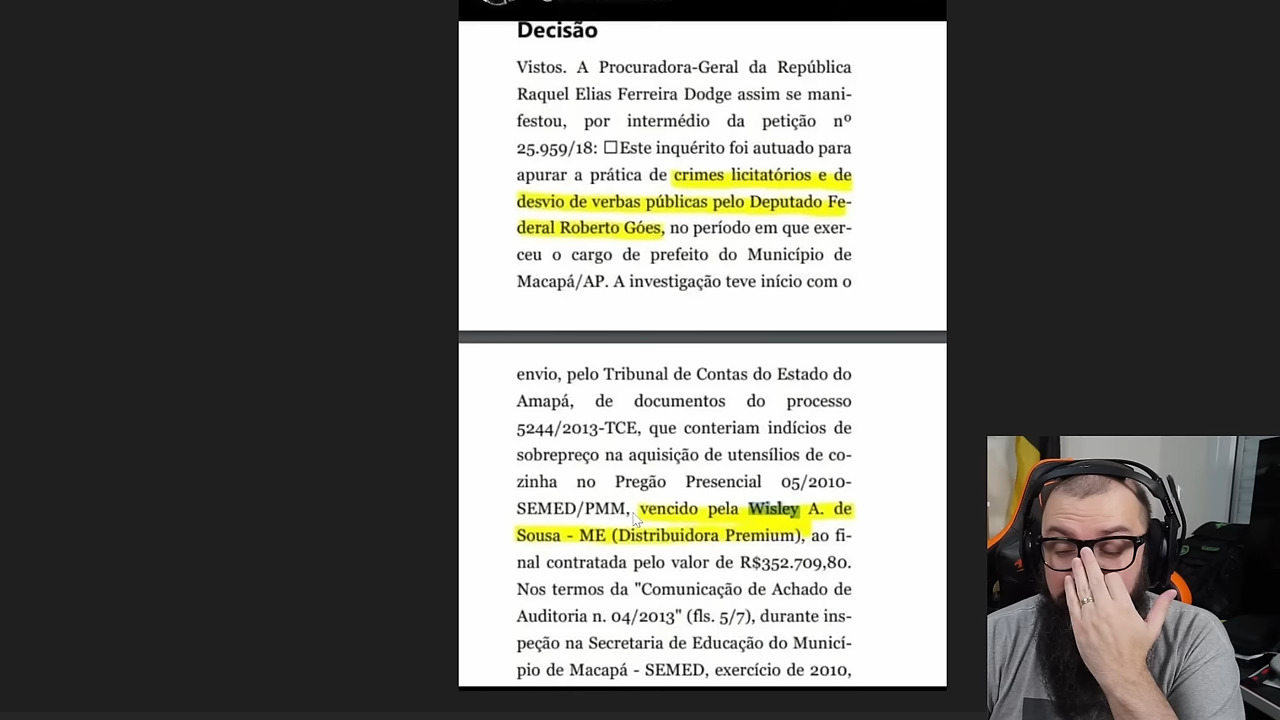 Decisão
Vistos. A Procuradora-Geral da República
Raquel Elias Ferreira Dodge assim se mani-
festou, por intermédio da petição nº
25.959/18: ☐Este inquérito foi autuado para
apurar a prática de crimes licitatórios e de
desvio de verbas públicas pelo Deputado Fe-
deral Roberto Góes, no período em que exer-
ceu o cargo de prefeito do Município de
Macapá/AP. A investigação teve início com o
envio, pelo Tribunal de Contas do Estado do
Amapá, de documentos do processo
5244/2013-TCE, que conteriam indícios de
sobrepreço na aquisição de utensílios de co-
zinha no Pregão Presencial 05/2010-
SEMED/PMM, vencido pela Wisley A. de
Sousa - ME (Distribuidora Premium), ao fi-
nal contratada pelo valor de R$352.709,80.
Nos termos da "Comunicação de Achado de
Auditoria n. 04/2013" (fls. 5/7), durante ins-
peção na Secretaria de Educação do Municí-
pio de Macapá - SEMED, exercício de 2010,